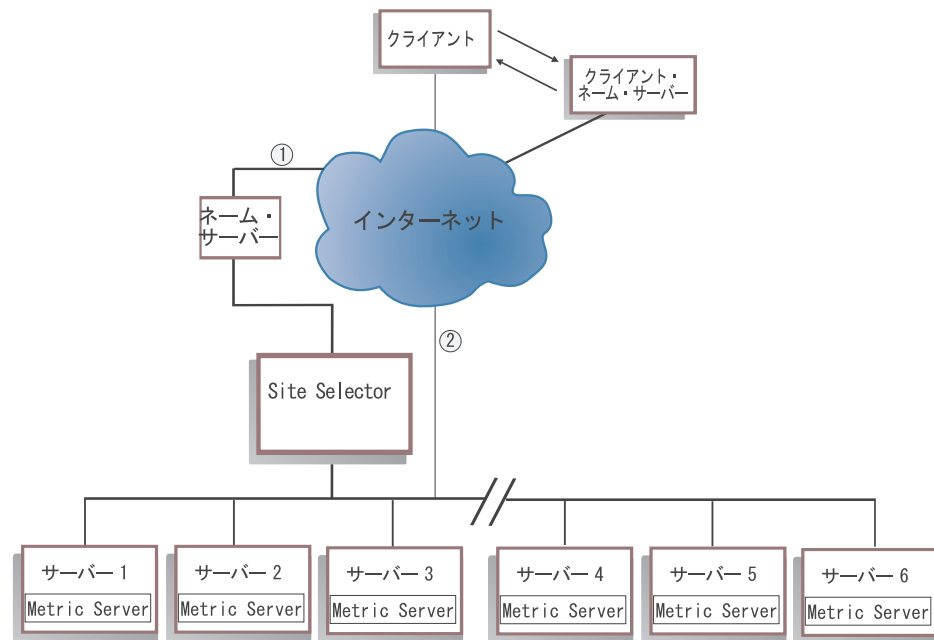 クライアント
クライアント・
ネーム・サーバー
①
ネーム・
サーバー
インターネット
②
Site Selector
サーバー 1
Metric Server
サーバー 2
Metric Server
サーバー 3
Metric Server
サーバー 4
Metric Server
サーバー 5
Metric Server
サーバー 6
Metric Server